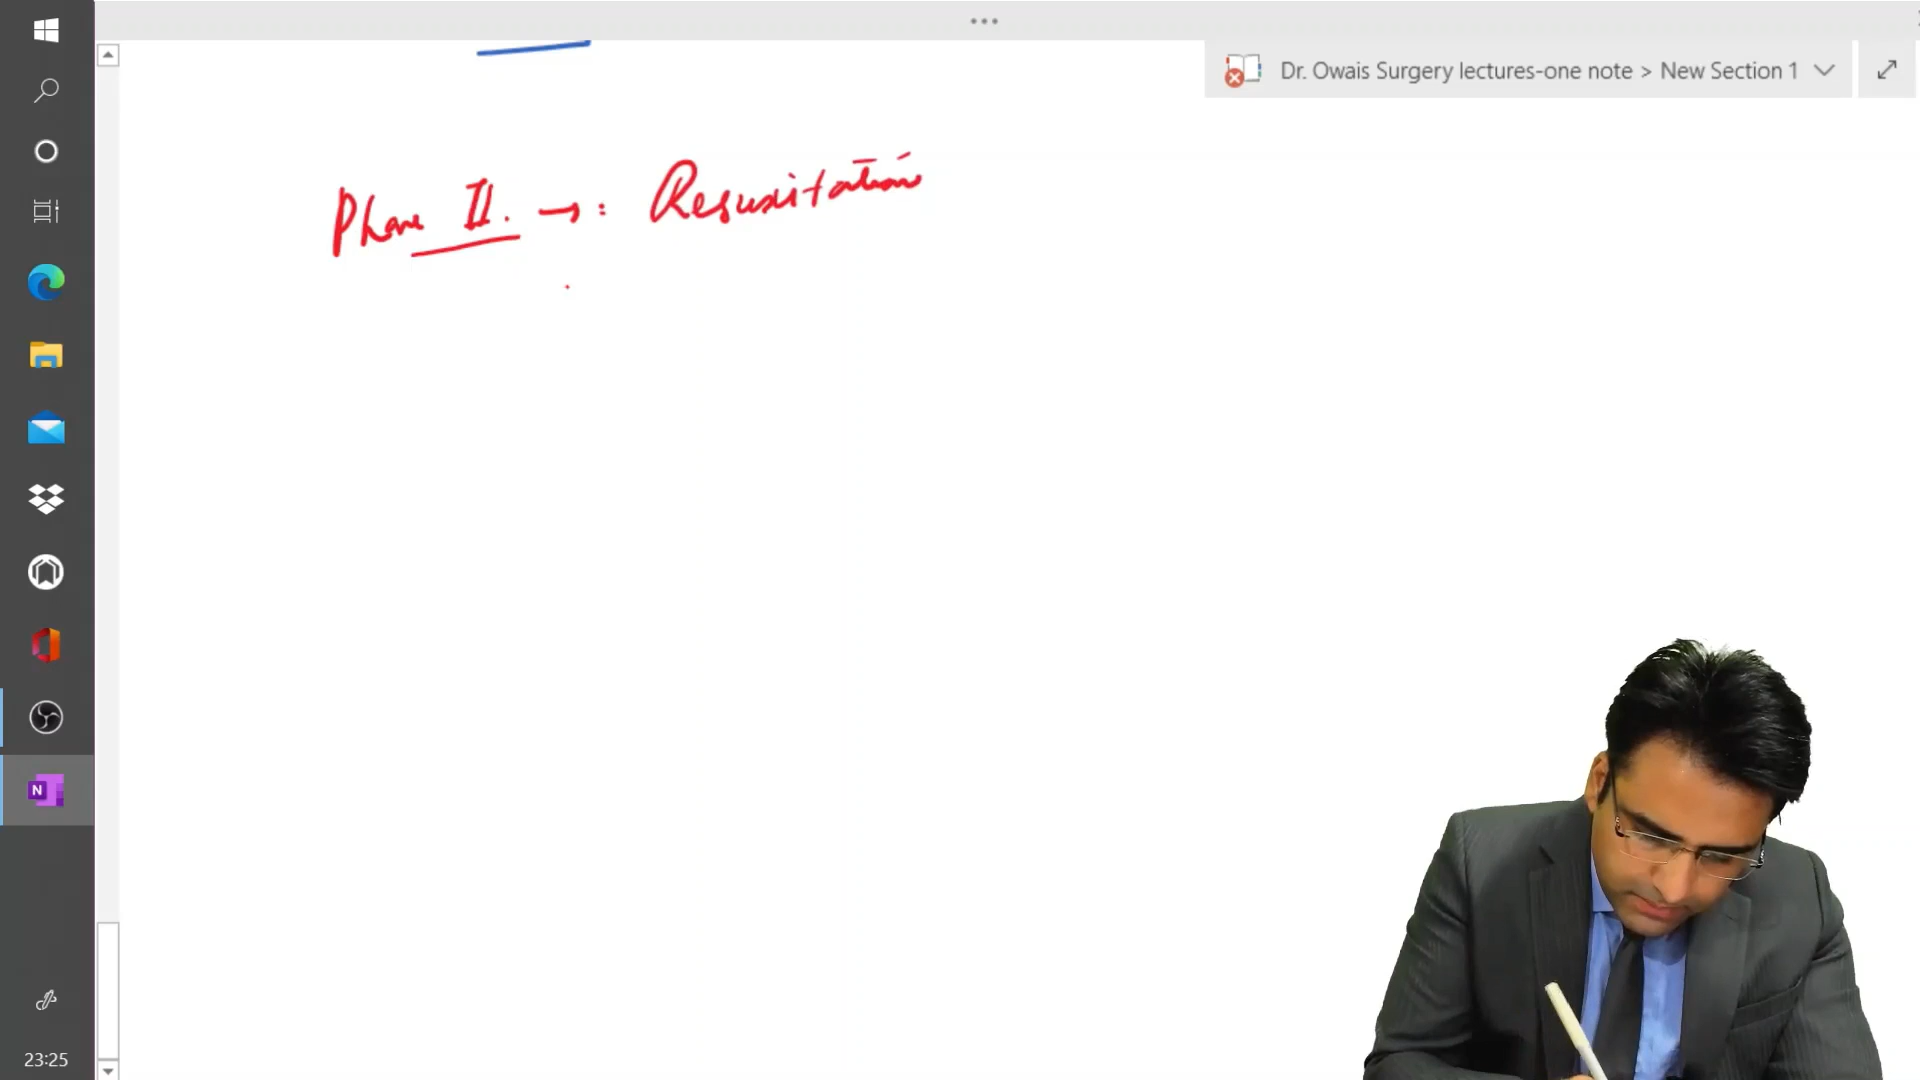 Dr. Owais Surgery lectures-one note > New Section 1
Phase II. →: Resuscitation
N
23:25